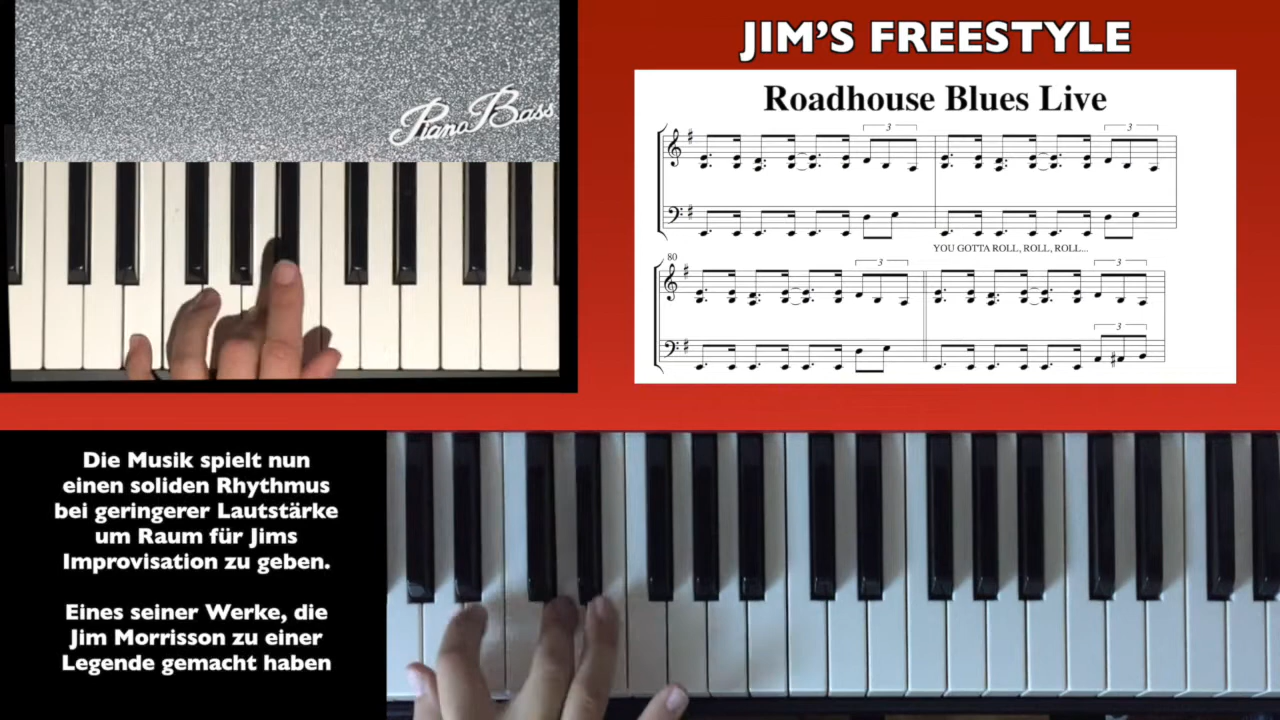 JIM'S FREESTYLE
Piano Bass
Roadhouse Blues Live
3
3
YOU GOTTA ROLL, ROLL, ROLL...
80
3
3
3
Die Musik spielt nun
einen soliden Rhythmus
bei geringerer Lautstärke
um Raum für Jims
Improvisation zu geben.
Eines seiner Werke, die
Jim Morrisson zu einer
Legende gemacht haben